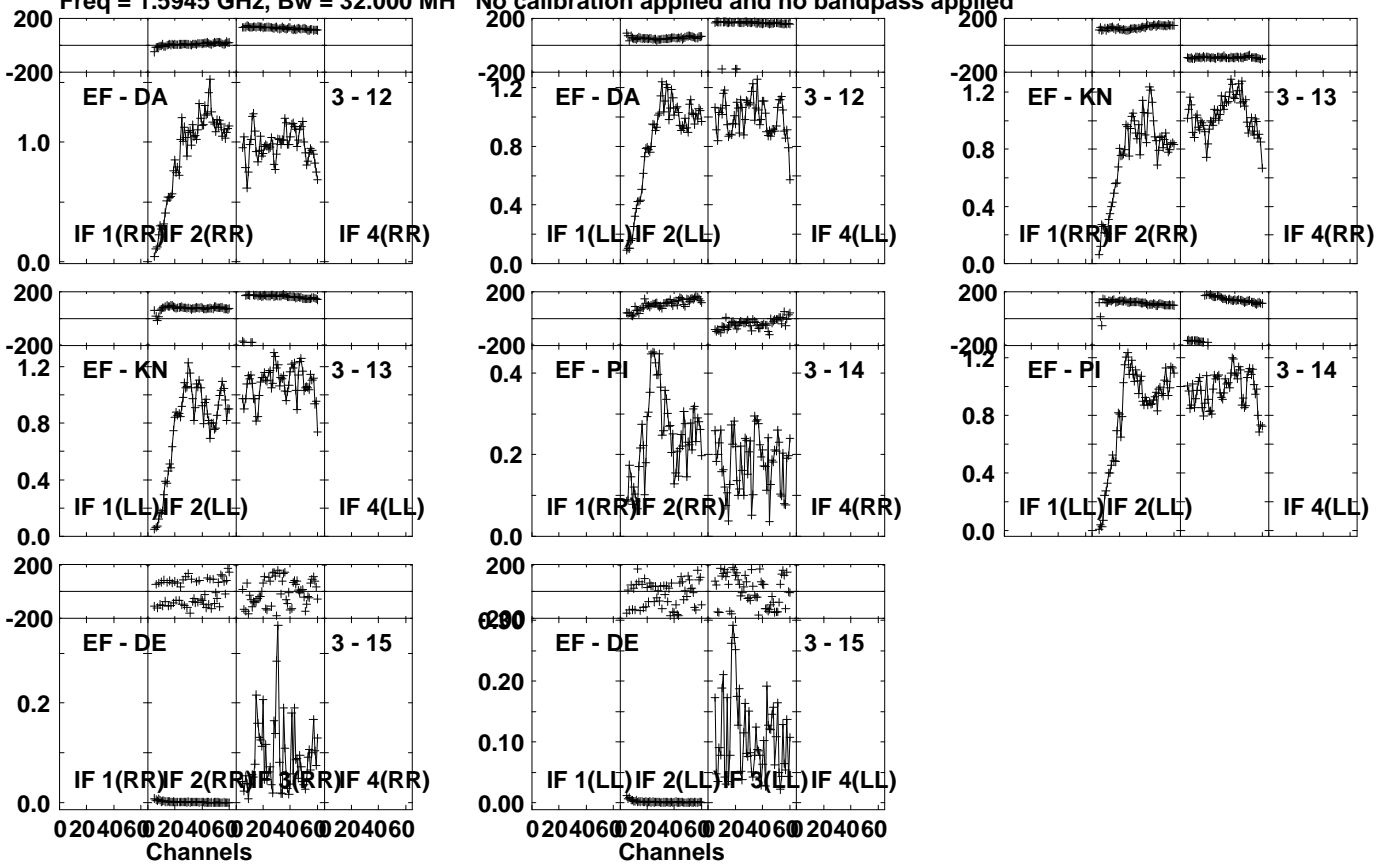 Freq = 1.5945 GHz, Bw = 32.000 MH No calibration applied and no bandpass applied
200 200 200
-200 -200 -200
EF - DA 3 - 12 1.2 EF - DA 3 - 12 1.2 EF - KN 3 - 13
1.0 0.8 0.8
0.4 0.4
IF 1(RR) IF 2(RR) IF 4(RR) IF 1(LL) IF 2(LL) IF 4(LL) IF 1(RR) IF 2(RR) IF 4(RR)
0.0 0.0 0.0
200 200 200
-200 -200 -200
1.2 EF - KN 3 - 13 0.4 EF - PI 3 - 14 1.2 EF - PI 3 - 14
0.8 0.2 0.8
0.4 0.4
IF 1(LL) IF 2(LL) IF 4(LL) IF 1(RR) IF 2(RR) IF 4(RR) IF 1(LL) IF 2(LL) IF 4(LL)
0.0 0.0 0.0
200 200
-200 -200
0.30
EF - DE 3 - 15 EF - DE 3 - 15
0.2 0.20
0.10
IF 1(RR) IF 2(RR) IF 3(RR) IF 4(RR) IF 1(LL) IF 2(LL) IF 3(LL) IF 4(LL)
0.0 0.00
0 20 40 60 0 20 40 60 0 20 40 60 0 20 40 60 0 20 40 60 0 20 40 60 0 20 40 60 0 20 40 60
Channels Channels